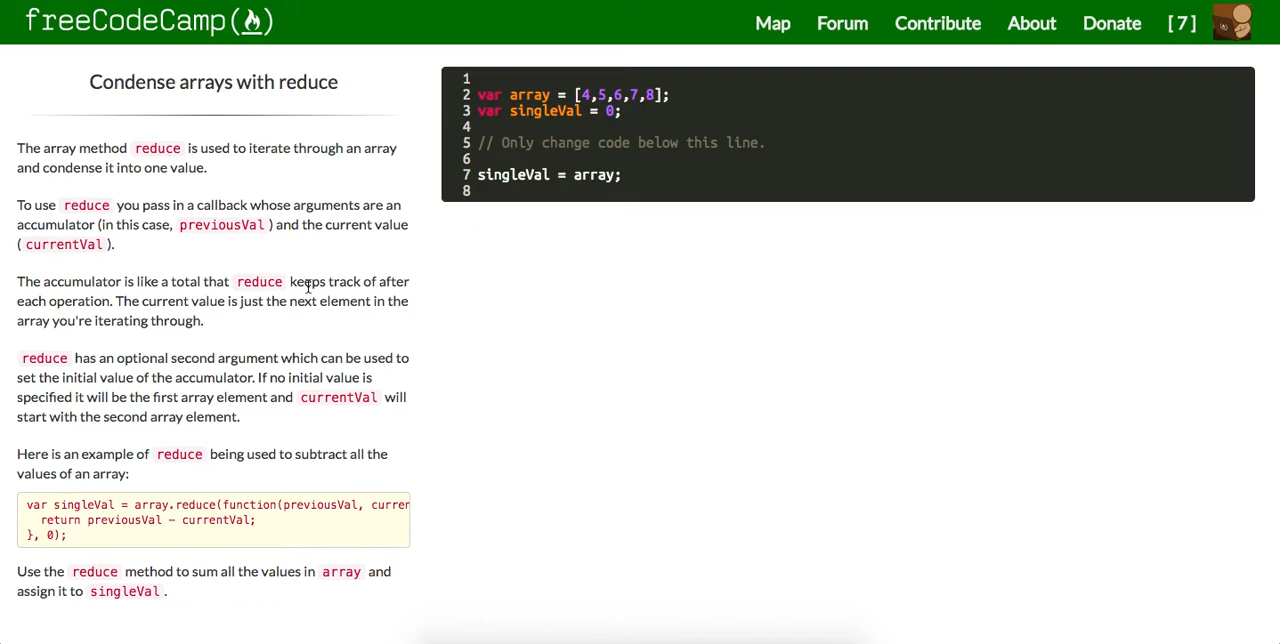 freeCodeCamp(🔥)
Map Forum Contribute About Donate [ 7 ]
Condense arrays with reduce
The array method reduce is used to iterate through an array
and condense it into one value.
To use reduce you pass in a callback whose arguments are an
accumulator (in this case, previousVal ) and the current value
( currentVal ).
The accumulator is like a total that reduce keeps track of after
each operation. The current value is just the next element in the
array you're iterating through.
reduce has an optional second argument which can be used to
set the initial value of the accumulator. If no initial value is
specified it will be the first array element and currentVal will
start with the second array element.
Here is an example of reduce being used to subtract all the
values of an array:
var singleVal = array.reduce(function(previousVal, curren
return previousVal - currentVal;
}, 0);
Use the reduce method to sum all the values in array and
assign it to singleVal .
1
2 var array = [4,5,6,7,8];
3 var singleVal = 0;
4
5 // Only change code below this line.
6
7 singleVal = array;
8